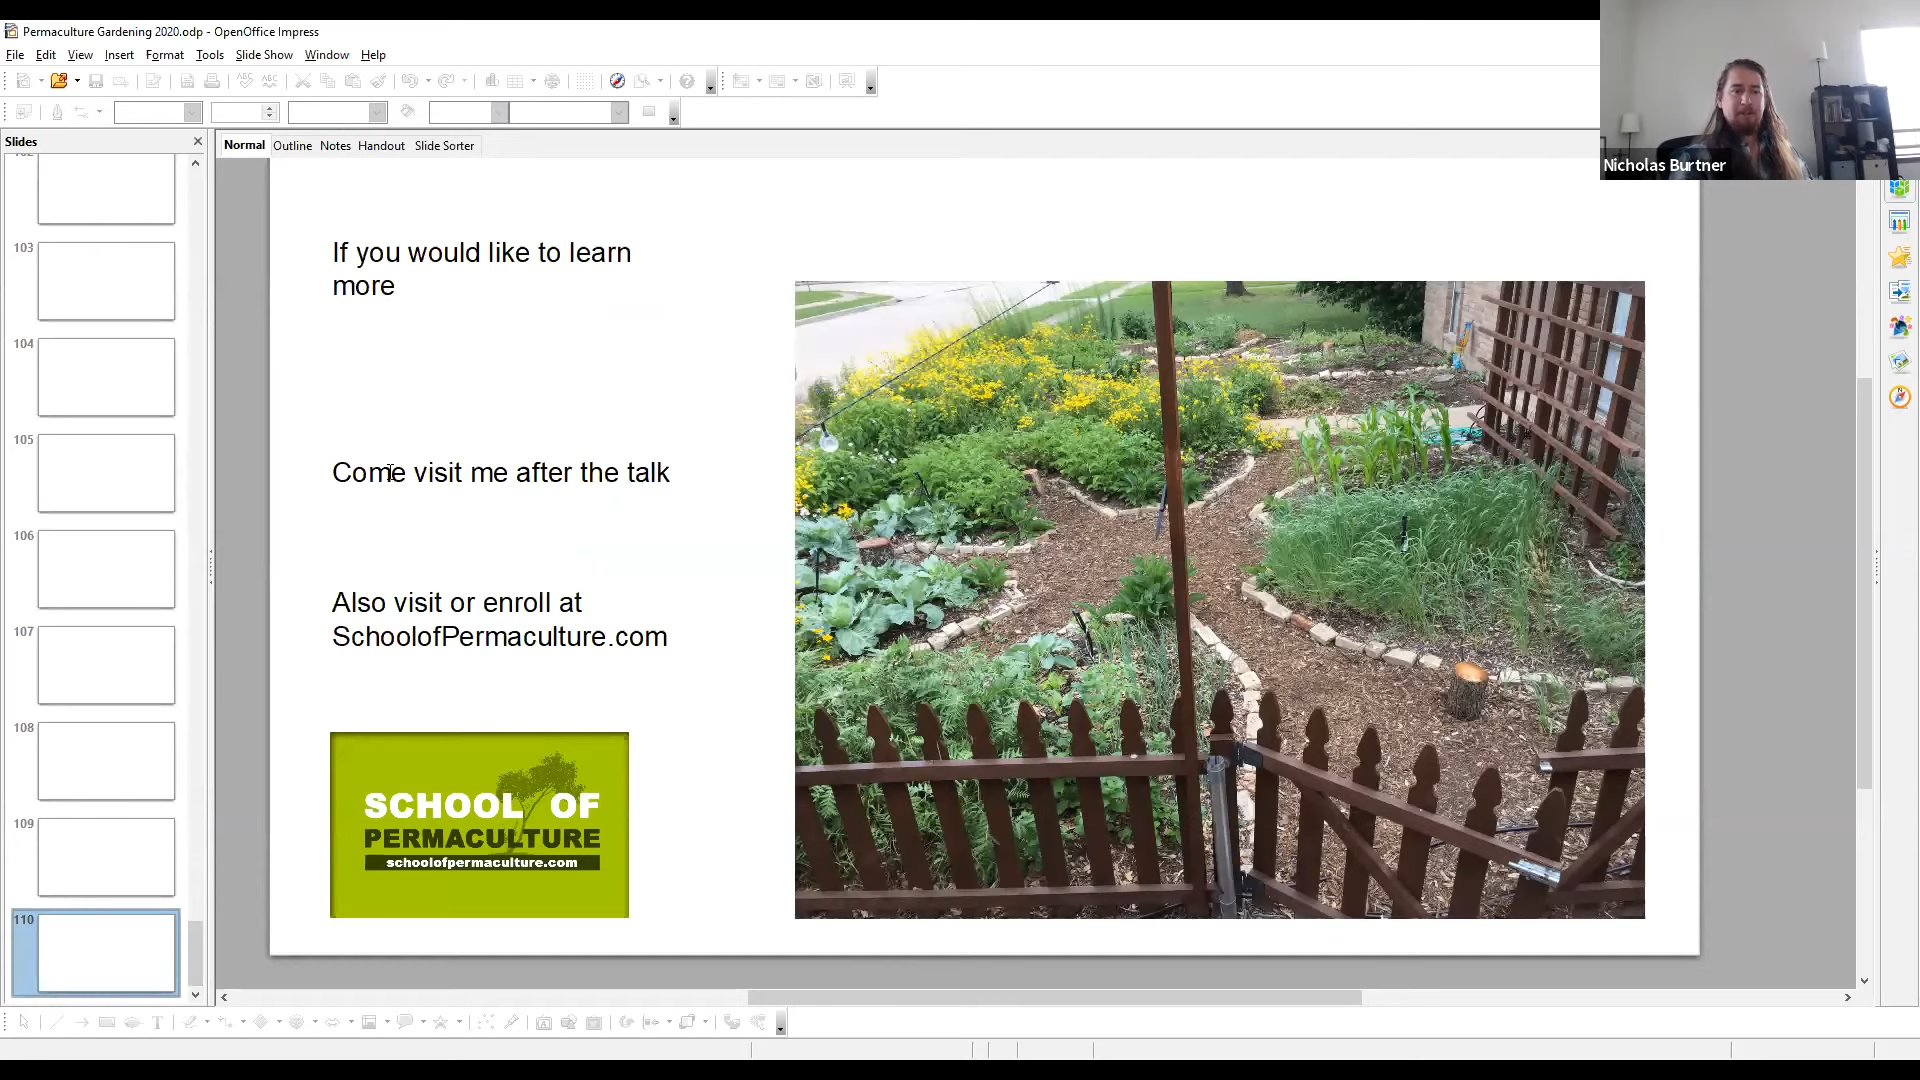 Permaculture Gardening 2020.odp - OpenOffice Impress
File Edit View Insert Format Tools Slide Show Window Help
Slides
Normal Outline Notes Handout Slide Sorter
Nicholas Burtner
103
104
105
106
107
108
109
110
If you would like to learn
more
Come visit me after the talk
Also visit or enroll at
SchoolofPermaculture.com
SCHOOL OF
PERMACULTURE
schoolofpermaculture.com